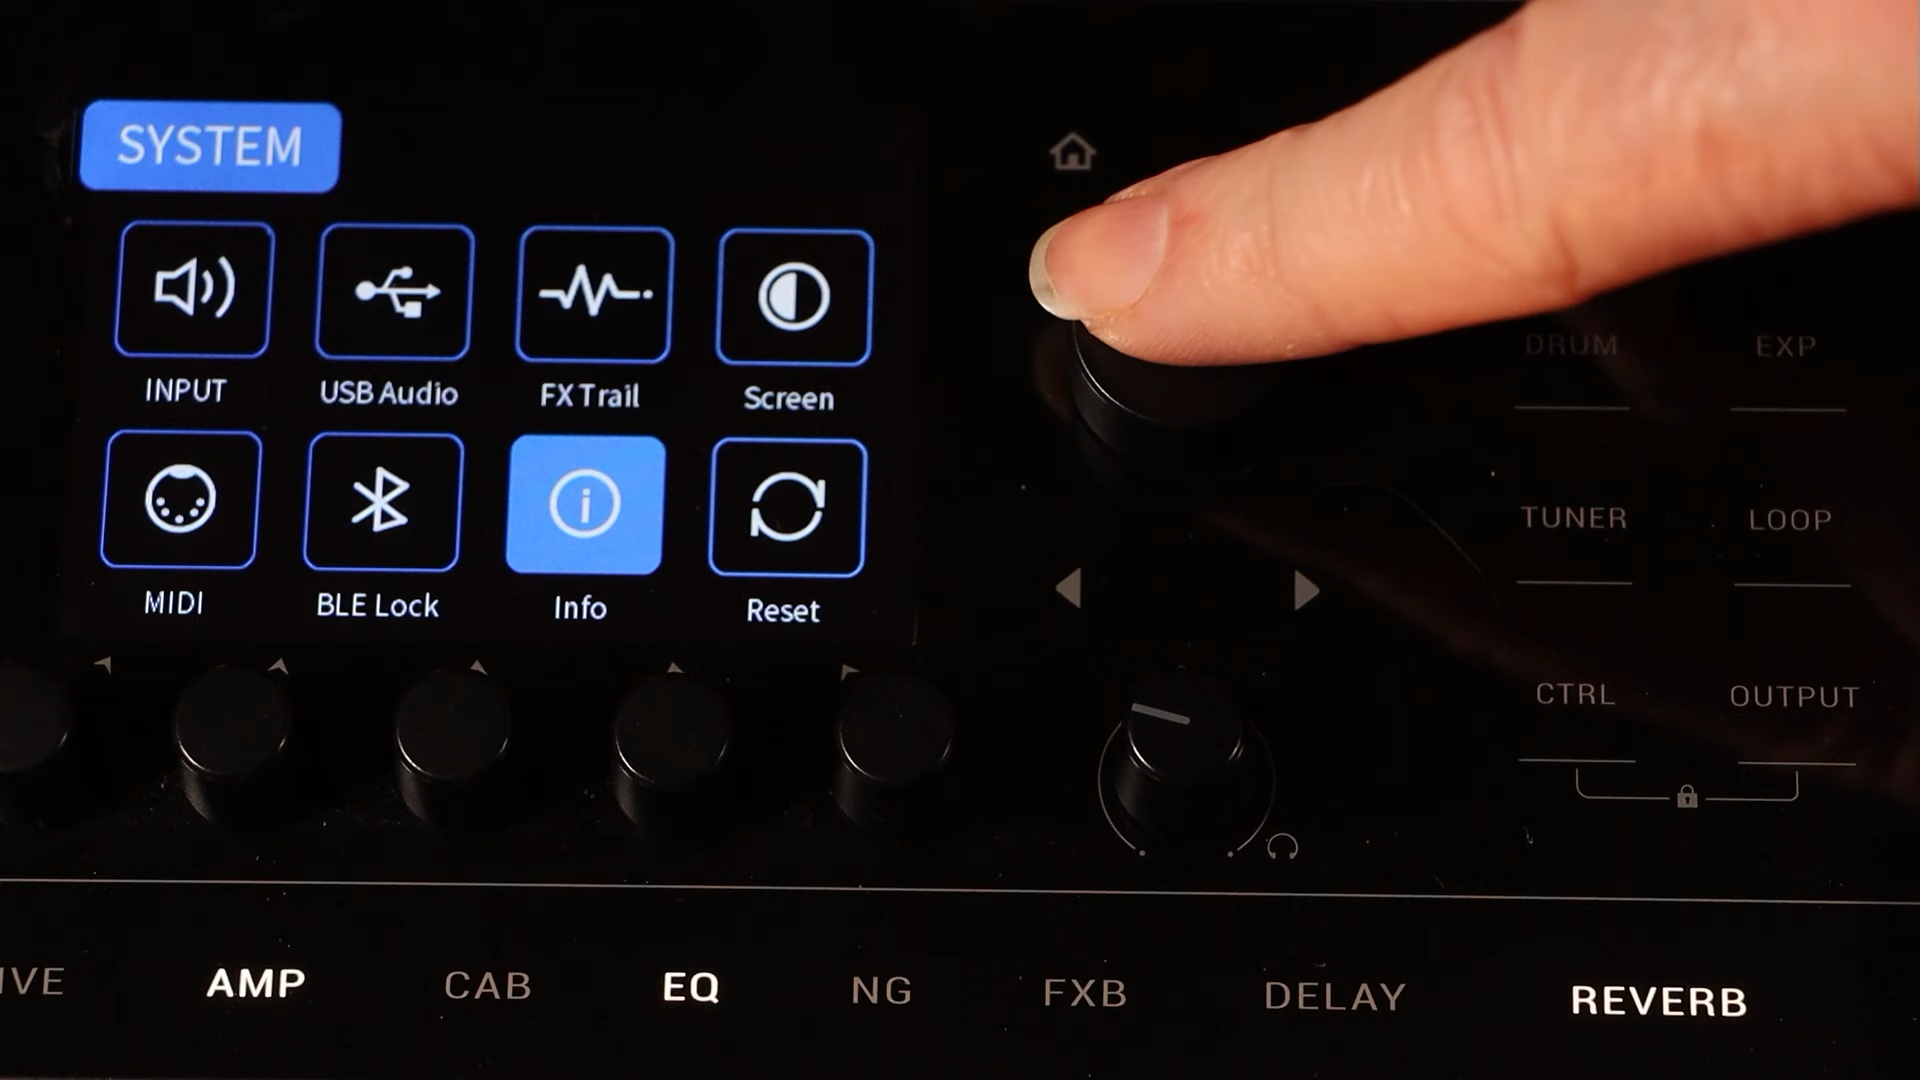 SYSTEM
INPUT
USB Audio
FX Trail
Screen
MIDI
BLE Lock
Info
Reset
DRUM
EXP
TUNER
LOOP
CTRL
OUTPUT
IVE
AMP
CAB
EQ
NG
FXB
DELAY
REVERB